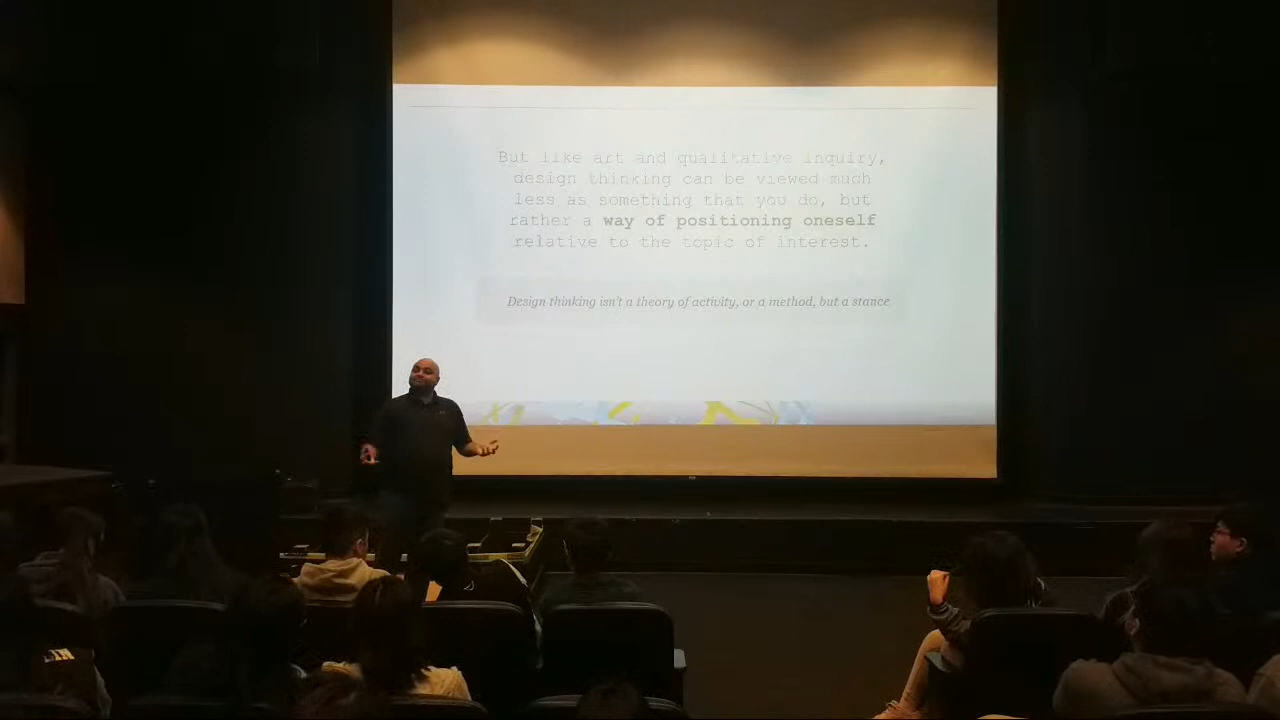 But like art and qualitative inquiry,
design thinking can be viewed much
less as something that you do, but
rather a way of positioning oneself
relative to the topic of interest.
Design thinking isn't a theory of activity, or a method, but a stance